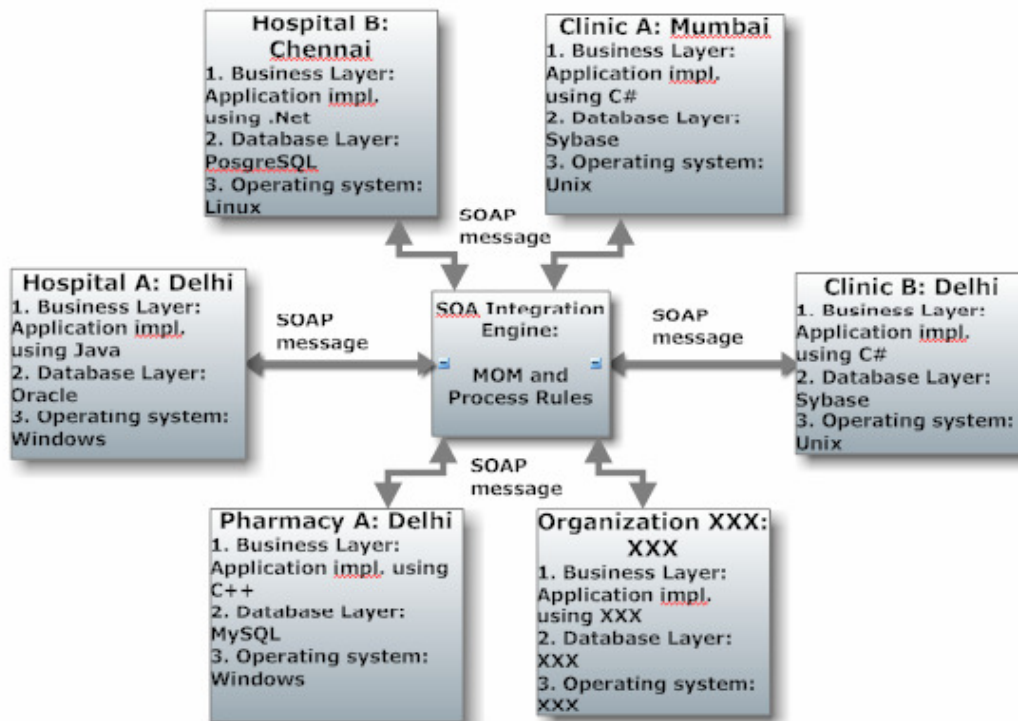 Hospital B:
Chennai
1. Business Layer:
Application impl.
using .Net
2. Database Layer:
PosgreSQL
3. Operating system:
Linux
Clinic A: Mumbai
1. Business Layer:
Application impl.
using C#
2. Database Layer:
Sybase
3. Operating system:
Unix
SOAP
message
Hospital A: Delhi
1. Business Layer:
Application impl.
using Java
2. Database Layer:
Oracle
3. Operating system:
Windows
SOAP
message
SOA Integration
Engine:
MOM and
Process Rules
SOAP
message
Clinic B: Delhi
1. Business Layer:
Application impl.
using C#
2. Database Layer:
Sybase
3. Operating system:
Unix
SOAP
message
Pharmacy A: Delhi
1. Business Layer:
Application impl. using
C++
2. Database Layer:
MySQL
3. Operating system:
Windows
Organization XXX:
XXX
1. Business Layer:
Application impl.
using XXX
2. Database Layer:
XXX
3. Operating system:
XXX